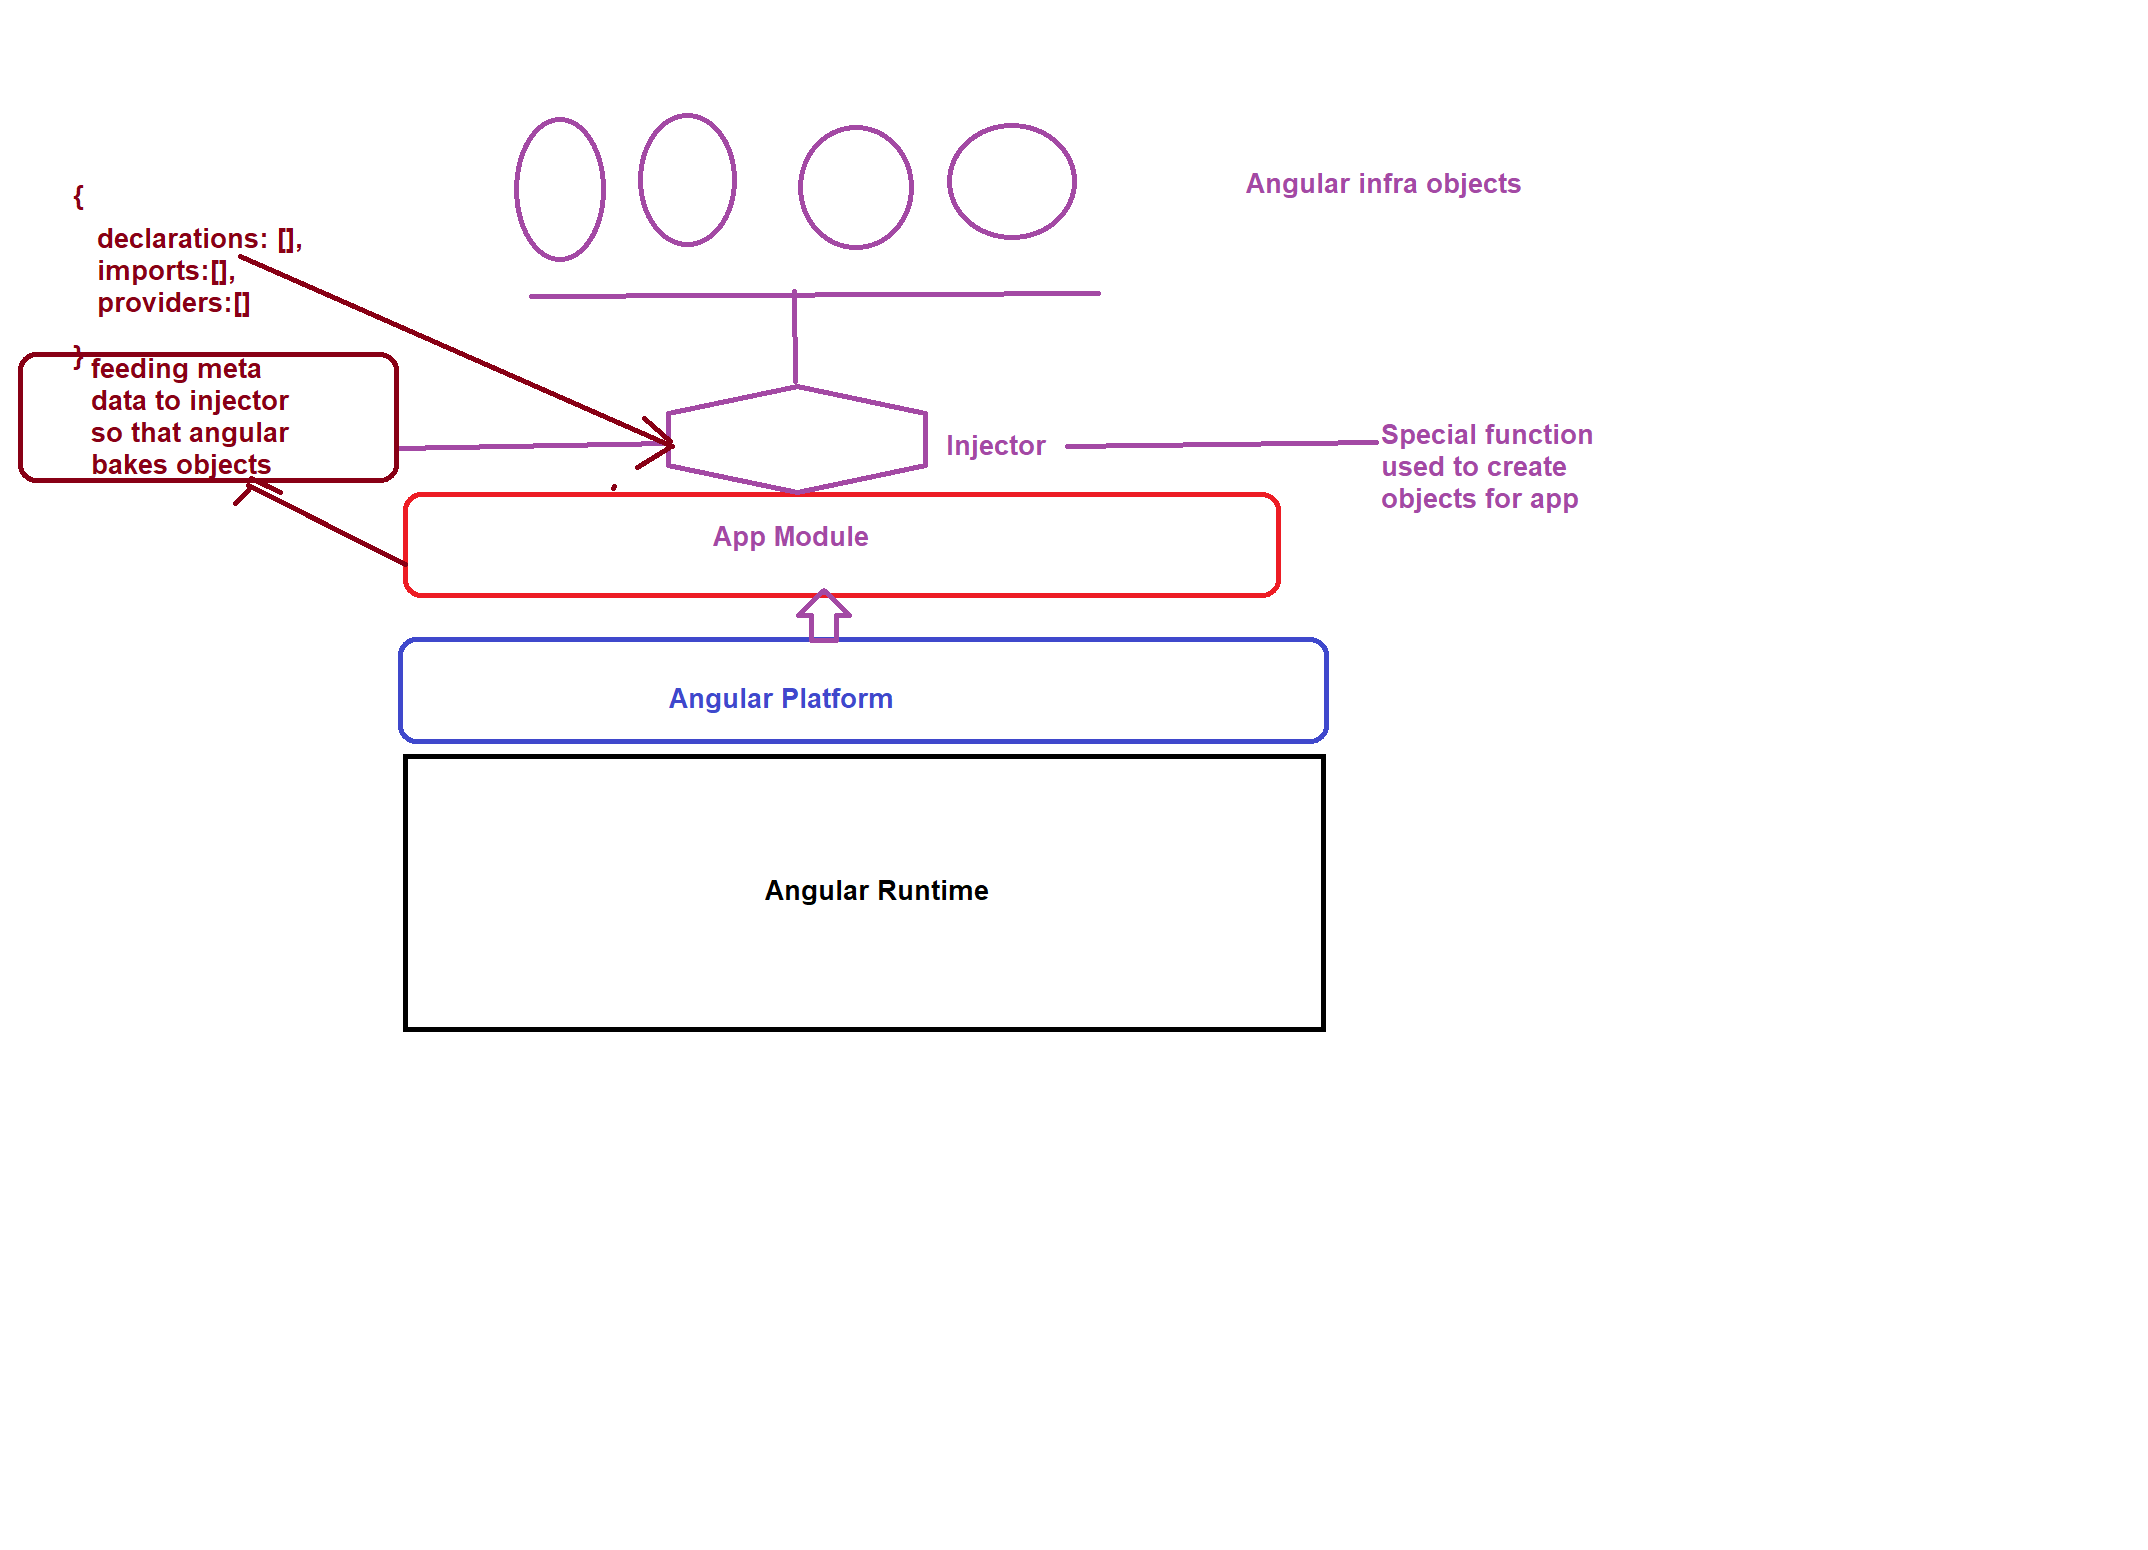 Angular infra objects
{
declarations: [],
imports:[],
providers:[]
}
feeding meta
data to injector
so that angular
bakes objects
Injector
Special function
used to create
objects for app
App Module
Angular Platform
Angular Runtime